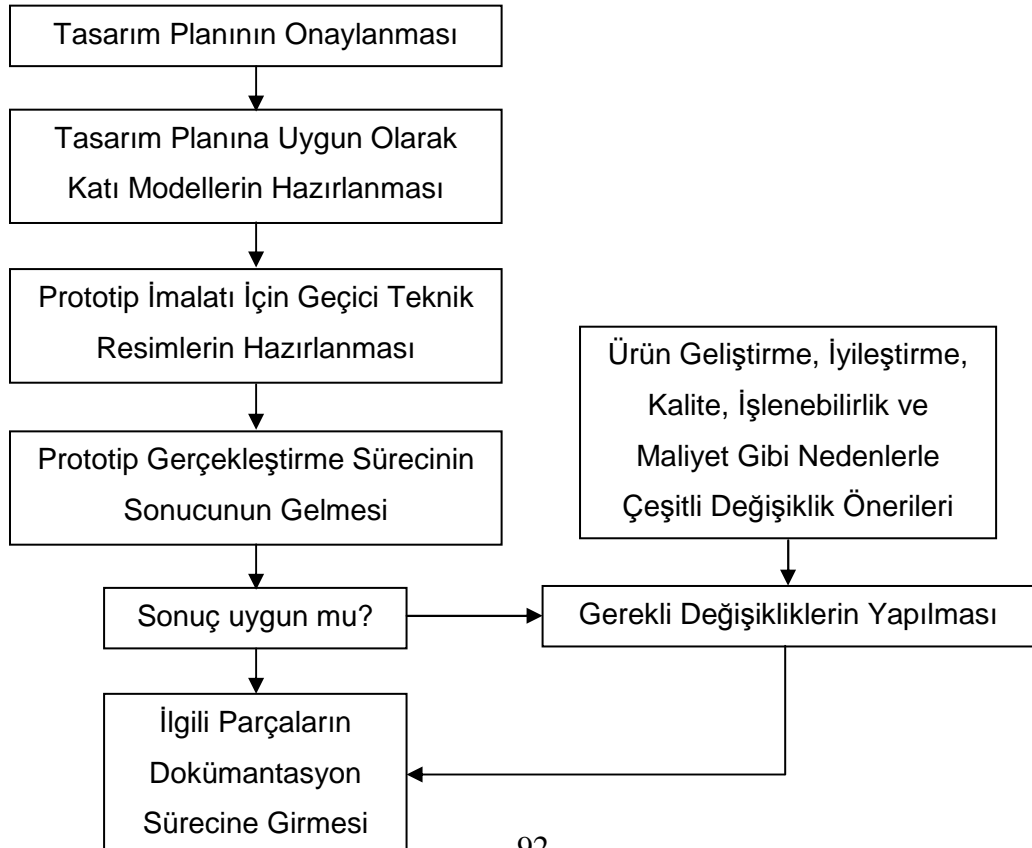 Tasarım Planının Onaylanması
Tasarım Planına Uygun Olarak
Katı Modellerin Hazırlanması
Prototip İmalatı İçin Geçici Teknik
Resimlerin Hazırlanması
Ürün Geliştirme, İyileştirme,
Kalite, İşlenebilirlik ve
Maliyet Gibi Nedenlerle
Çeşitli Değişiklik Önerileri
Prototip Gerçekleştirme Sürecinin
Sonucunun Gelmesi
Sonuç uygun mu?
Gerekli Değişikliklerin Yapılması
İlgili Parçaların
Dokümantasyon
Sürecine Girmesi
92